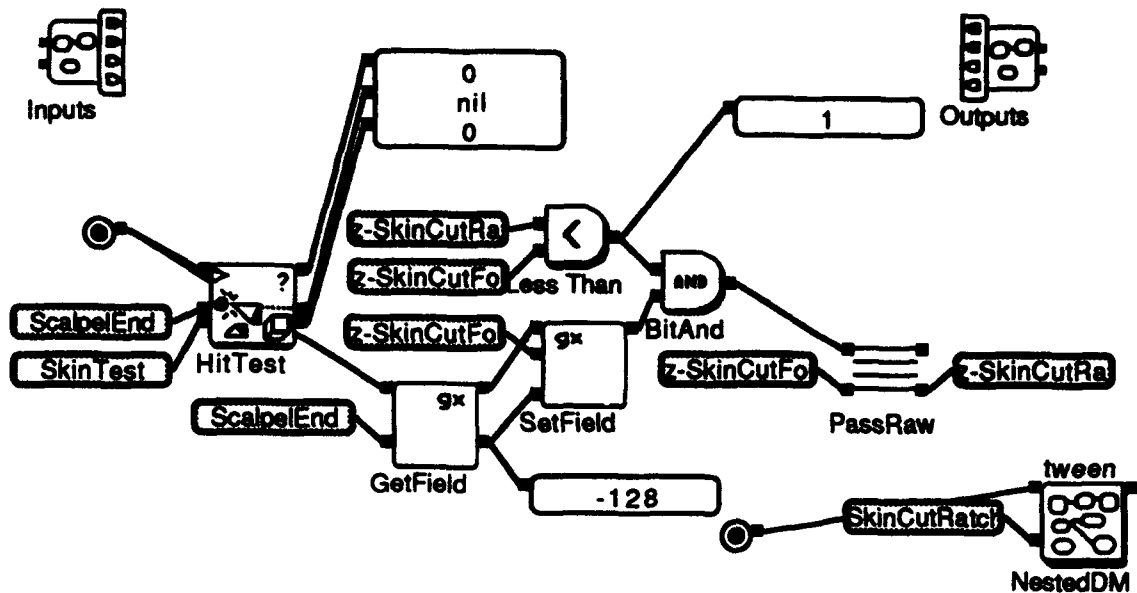 Inputs
0
nil
0
1
Outputs
z-SkinCutRa
<
z-SkinCutFo
Less Than
?
ScalpelEnd
SkinTest
HitTest
AND
BitAnd
z-SkinCutFo
gx
SetField
z-SkinCutFo
z-SkinCutRa
PassRaw
ScalpelEnd
gx
GetField
-128
tween
SkinCutRatch
NestedDM